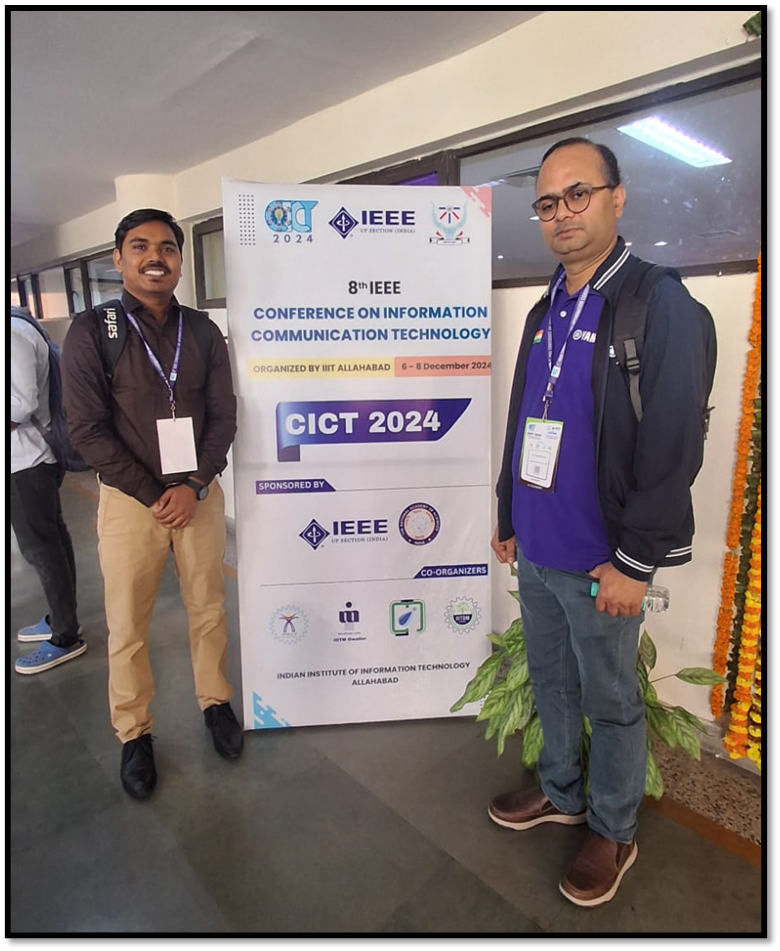 CICT
2024
IEEE
UP SECTION (INDIA)
8th IEEE
CONFERENCE ON INFORMATION
COMMUNICATION TECHNOLOGY
ORGANIZED BY IIIT ALLAHABAD 6 – 8 December 2024
CICT 2024
SPONSORED BY
IEEE
UP SECTION (INDIA)
CO-ORGANIZERS
IIITM Gwalior
INDIAN INSTITUTE OF INFORMATION TECHNOLOGY
ALLAHABAD
safari
YAM